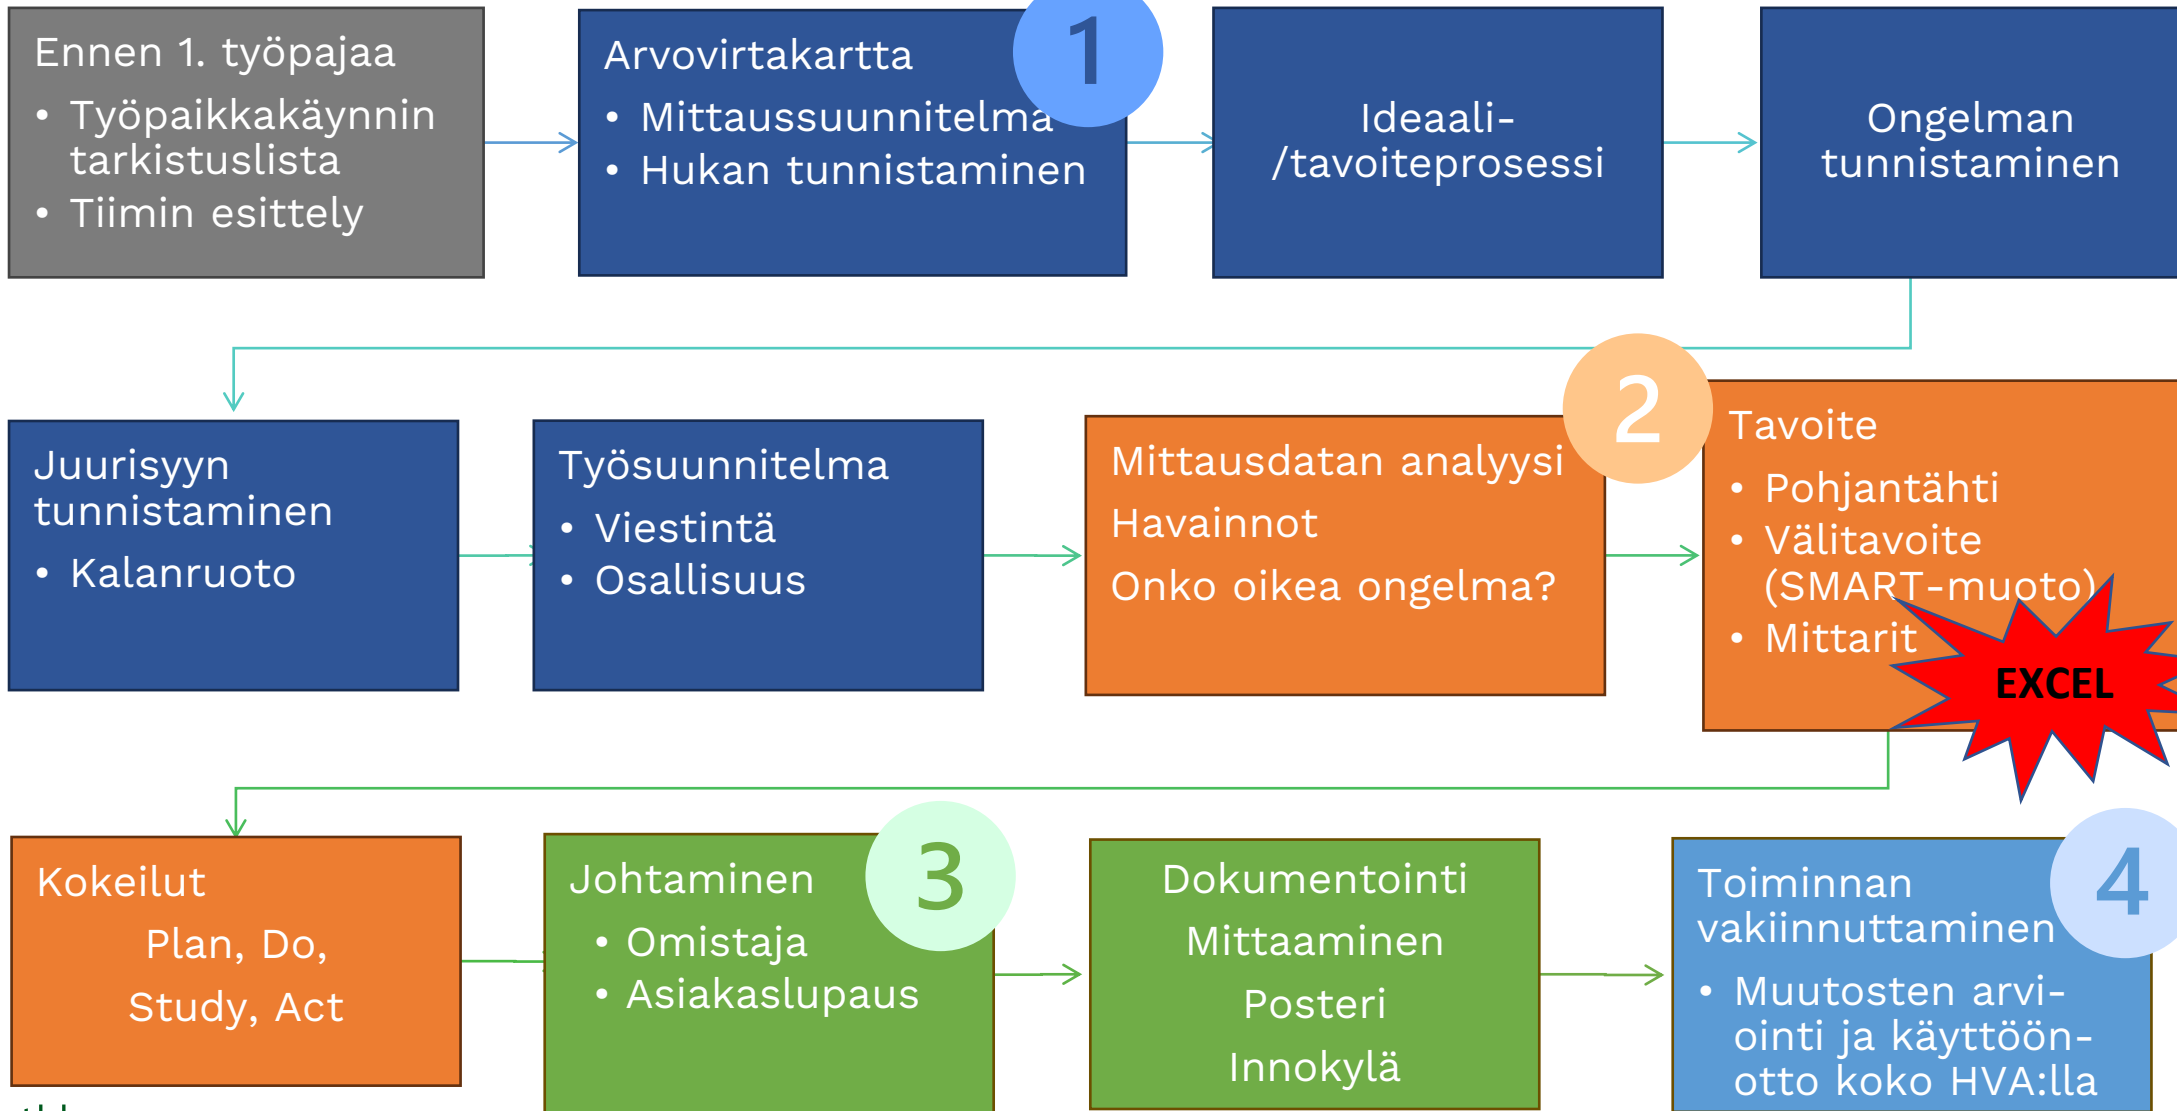 Ennen 1. työpajaa
• Työpaikkakäynnin
tarkistuslista
• Tiimin esittely
1
Arvovirtakartta
• Mittaussuunnitelma
• Hukan tunnistaminen
Ideaali-
/tavoiteprosessi
Ongelman
tunnistaminen
Juurisyyn
tunnistaminen
• Kalanruoto
Työsuunnitelma
• Viestintä
• Osallisuus
Mittausdatan analyysi
Havainnot
Onko oikea ongelma?
2
Tavoite
• Pohjantähti
• Välitavoite
(SMART-muoto)
• Mittarit
EXCEL
Kokeilut
Plan, Do,
Study, Act
3
Johtaminen
• Omistaja
• Asiakaslupaus
Dokumentointi
Mittaaminen
Posteri
Innokylä
4
Toiminnan
vakiinnuttaminen
• Muutosten arvi-
ointi ja käyttöön-
otto koko HVA:lla